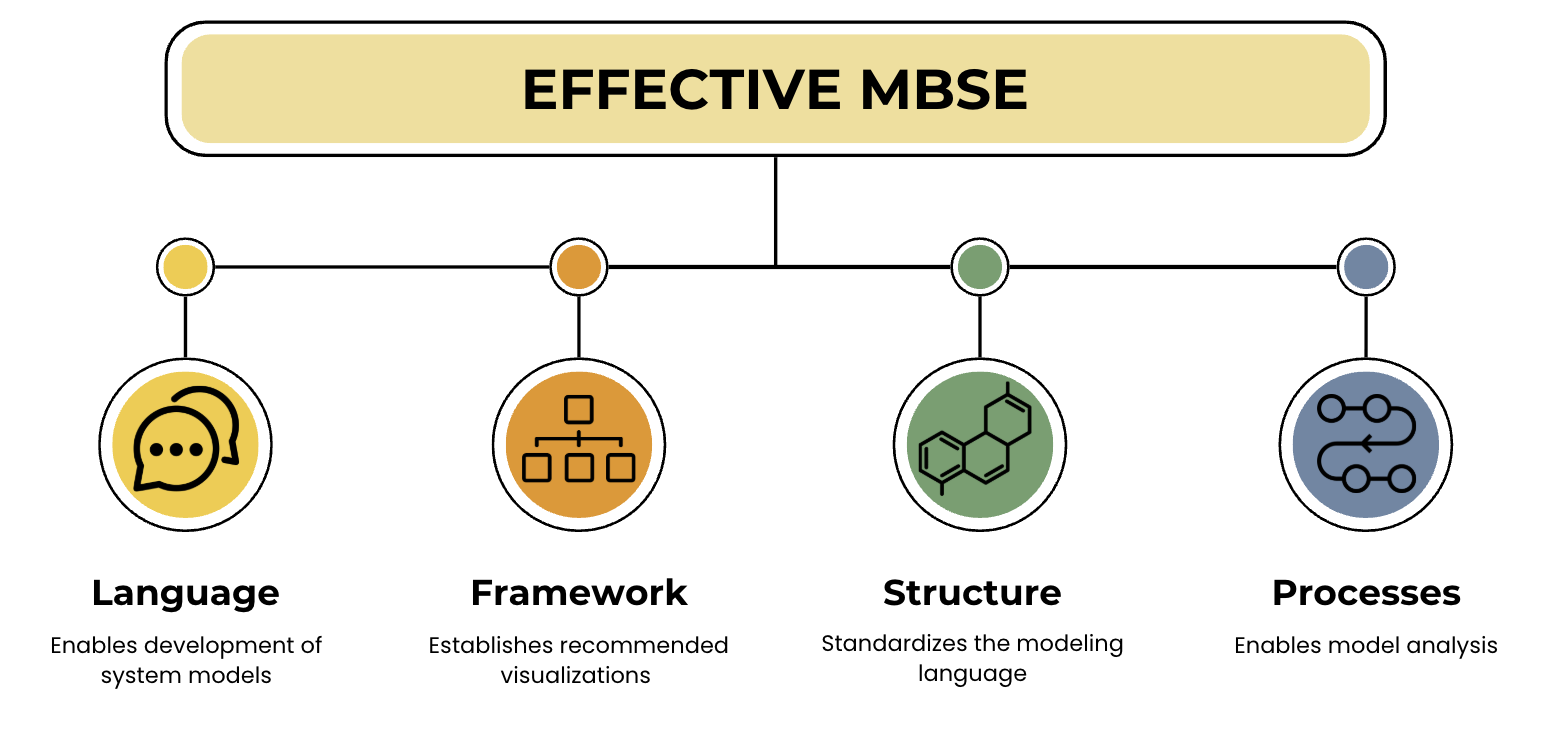 EFFECTIVE MBSE
Language
Enables development of
system models
Framework
Establishes recommended
visualizations
Structure
Standardizes the modeling
language
Processes
Enables model analysis